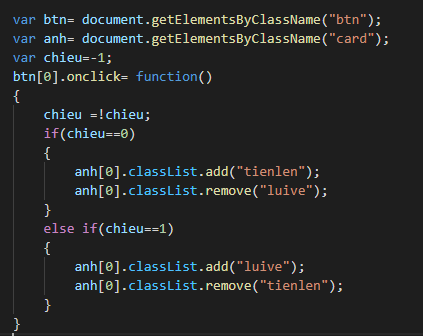 var btn= document.getElementsByClassName("btn");
var anh= document.getElementsByClassName("card");
var chieu=-1;
btn[0].onclick= function()
{
    chieu =!chieu;
    if(chieu==0)
    {
        anh[0].classList.add("tienlen");
        anh[0].classList.remove("luive");
    }
    else if(chieu==1)
    {
        anh[0].classList.add("luive");
        anh[0].classList.remove("tienlen");
    }
}